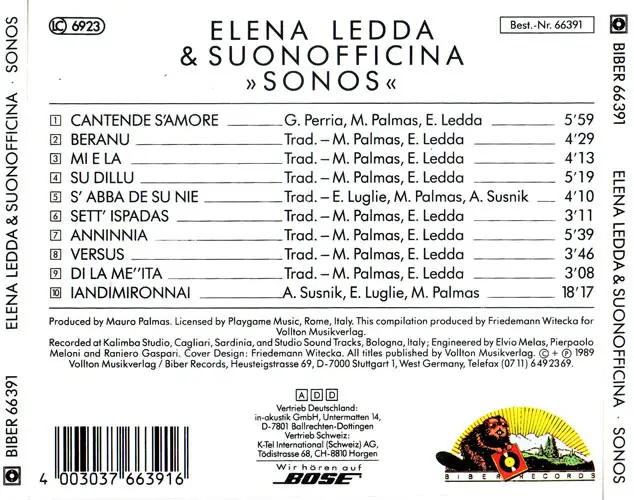 LC 6923
ELENA LEDDA
& SUONOFFICINA
»SONOS«
Best.-Nr. 66391
1 CANTENDE S'AMORE G. Perria, M. Palmas, E. Ledda 5'59
2 BERANU Trad.–M. Palmas, E. Ledda 4'29
3 MI E LA Trad.–M. Palmas, E. Ledda 4'13
4 SU DILLU Trad.–M. Palmas, E. Ledda 5'19
5 S' ABBA DE SU NIE Trad.–E. Luglie, M. Palmas, A. Susnik 4'10
6 SETT' ISPADAS Trad.–M. Palmas, E. Ledda 3'11
7 ANNINNIA Trad.–M. Palmas, E. Ledda 5'39
8 VERSUS Trad.–M. Palmas, E. Ledda 3'46
9 DI LA ME''ITA Trad.–M. Palmas, E. Ledda 3'08
10 IANDIMIRONNAI A. Susnik, E. Luglie, M. Palmas 18'17
Produced by Mauro Palmas. Licensed by Playgame Music, Rome, Italy. This compilation produced by Friedemann Witecka for
Vollton Musikverlag.
Recorded at Kalimba Studio, Cagliari, Sardinia, and Studio Sound Tracks, Bologna, Italy; Engineered by Elvio Melas, Pierpaolo
Meloni and Raniero Gaspari. Cover Design: Friedemann Witecka. All titles published by Vollton Musikverlag. © + ℗ 1989
Vollton Musikverlag / Biber Records, Heusteigstraße 69, D-7000 Stuttgart 1, West Germany, Telefax (07 11) 6 49 23 69.
4 003037 663916
A D D
Vertrieb Deutschland:
in-akustik GmbH, Untermatten 14,
D-7801 Ballrechten-Dottingen
Vertrieb Schweiz:
K-Tel International (Schweiz) AG,
Tödistrasse 68, CH-8810 Horgen
Wir hören auf
BOSE
BIBER RECORDS
BIBER 66391 ELENA LEDDA & SUONOFFICINA · SONOS
BIBER 66391 ELENA LEDDA & SUONOFFICINA · SONOS